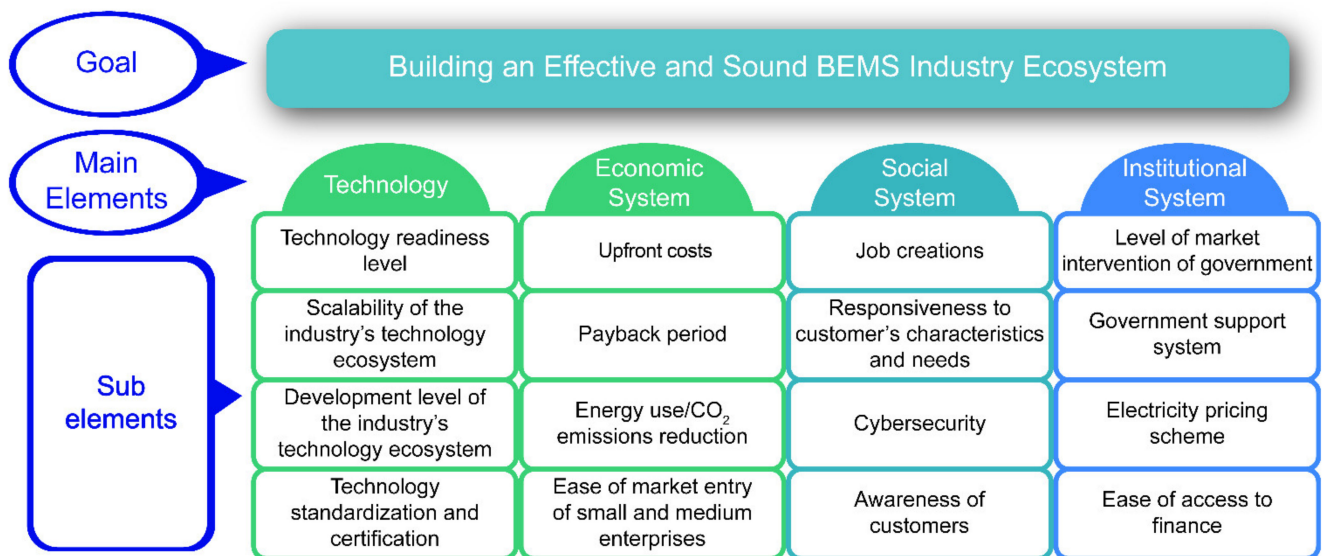 Goal
Building an Effective and Sound BEMS Industry Ecosystem
Main
Elements
Technology
Economic
System
Social
System
Institutional
System
Sub
elements
Technology readiness
level
Upfront costs
Job creations
Level of market
intervention of government
Scalability of the
industry's technology
ecosystem
Payback period
Responsiveness to
customer's characteristics
and needs
Government support
system
Development level of
the industry's
technology ecosystem
Energy use/CO₂
emissions reduction
Cybersecurity
Electricity pricing
scheme
Technology
standardization and
certification
Ease of market entry
of small and medium
enterprises
Awareness of
customers
Ease of access to
finance